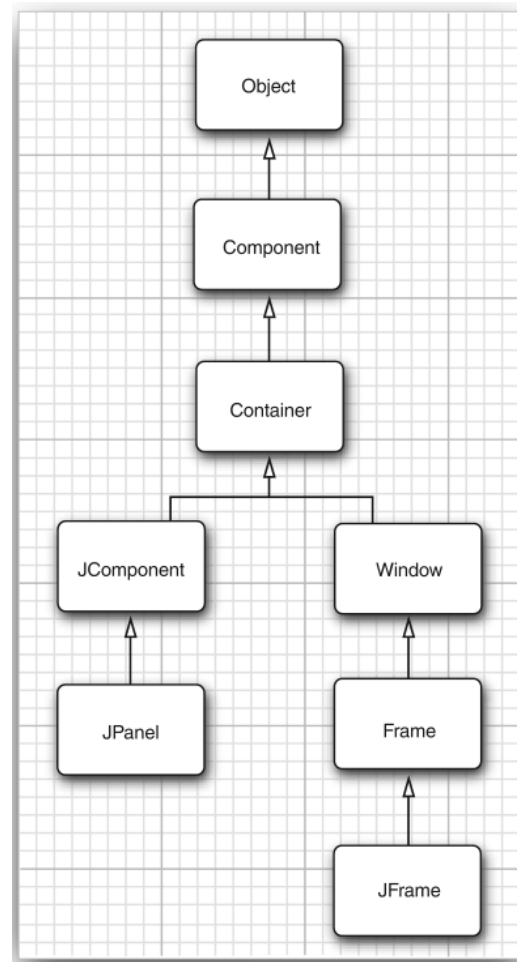 Object
Component
Container
JComponent
Window
JPanel
Frame
JFrame